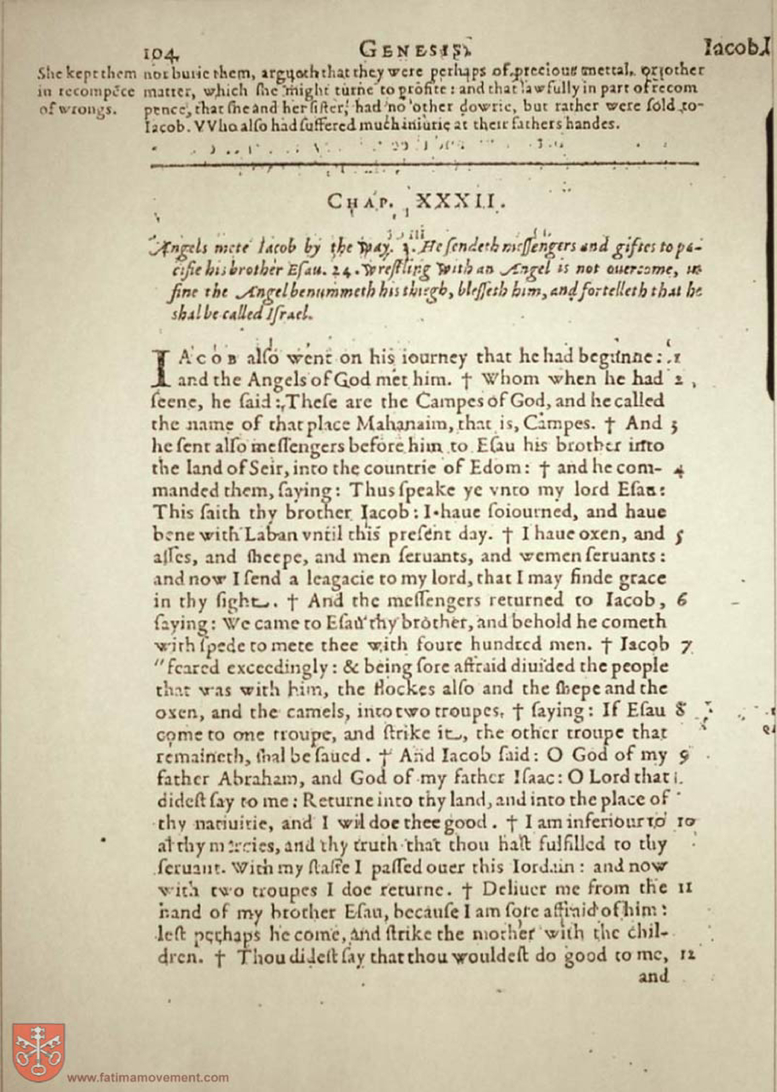 104 GENESIS. Iacob.
She kept them
in recompẽce
of wrongs.
not burie them, argueth that they were perhaps of precious mettal, or other
matter, which she might turne to profite: and that lawfully in part of recom
pence, that she and her sister, had no other dowrie, but rather were sold to
Iacob. VVho also had suffered much iniurie at their fathers handes.
CHAP. XXXII.
Angels mete Iacob by the way. 3. He sendeth messengers and giftes to pa-
cifie his brother Esau. 24. wrestling with an Angel is not ouercome, in
fine the Angel benummeth his thiegh, blesseth him, and fortelleth that he
shal be called Israel.
IACOB also went on his iourney that he had begunne: 1
and the Angels of God met him. † Whom when he had 2
seene, he said: These are the Campes of God, and he called
the name of that place Mahanaim, that is, Campes. † And 3
he sent also messengers before him to Esau his brother into
the land of Seir, into the countrie of Edom: † and he com- 4
manded them, saying: Thus speake ye vnto my lord Esau:
This saith thy brother Iacob: I haue soiourned, and haue
bene with Laban vntil this present day. † I haue oxen, and 5
asses, and sheepe, and men seruants, and wemen seruants:
and now I send a leagacie to my lord, that I may finde grace
in thy sight. † And the messengers returned to Iacob, 6
saying: We came to Esau thy brother, and behold he cometh
with spede to mete thee with foure hundred men. † Iacob 7
“feared exceedingly: & being sore affraid diuided the people
that was with him, the flockes also and the shepe and the
oxen, and the camels, into two troupes, † saying: If Esau 8
come to one troupe, and strike it, the other troupe that
remaineth, shal be saued. † And Iacob said: O God of my 9
father Abraham, and God of my father Isaac: O Lord that
didest say to me: Returne into thy land, and into the place of
thy natiuitie, and I wil doe thee good. † I am inferiour to 10
al thy mercies, and thy truth that thou hast fulfilled to thy
seruant. With my staffe I passed ouer this Iordain: and now
with two troupes I doe returne. † Deliuer me from the 11
hand of my brother Esau, because I am sore affraid of him:
lest perhaps he come, and strike the mother with the chil-
dren. † Thou didest say that thou wouldest do good to me, 12
and
www.fatimamovement.com